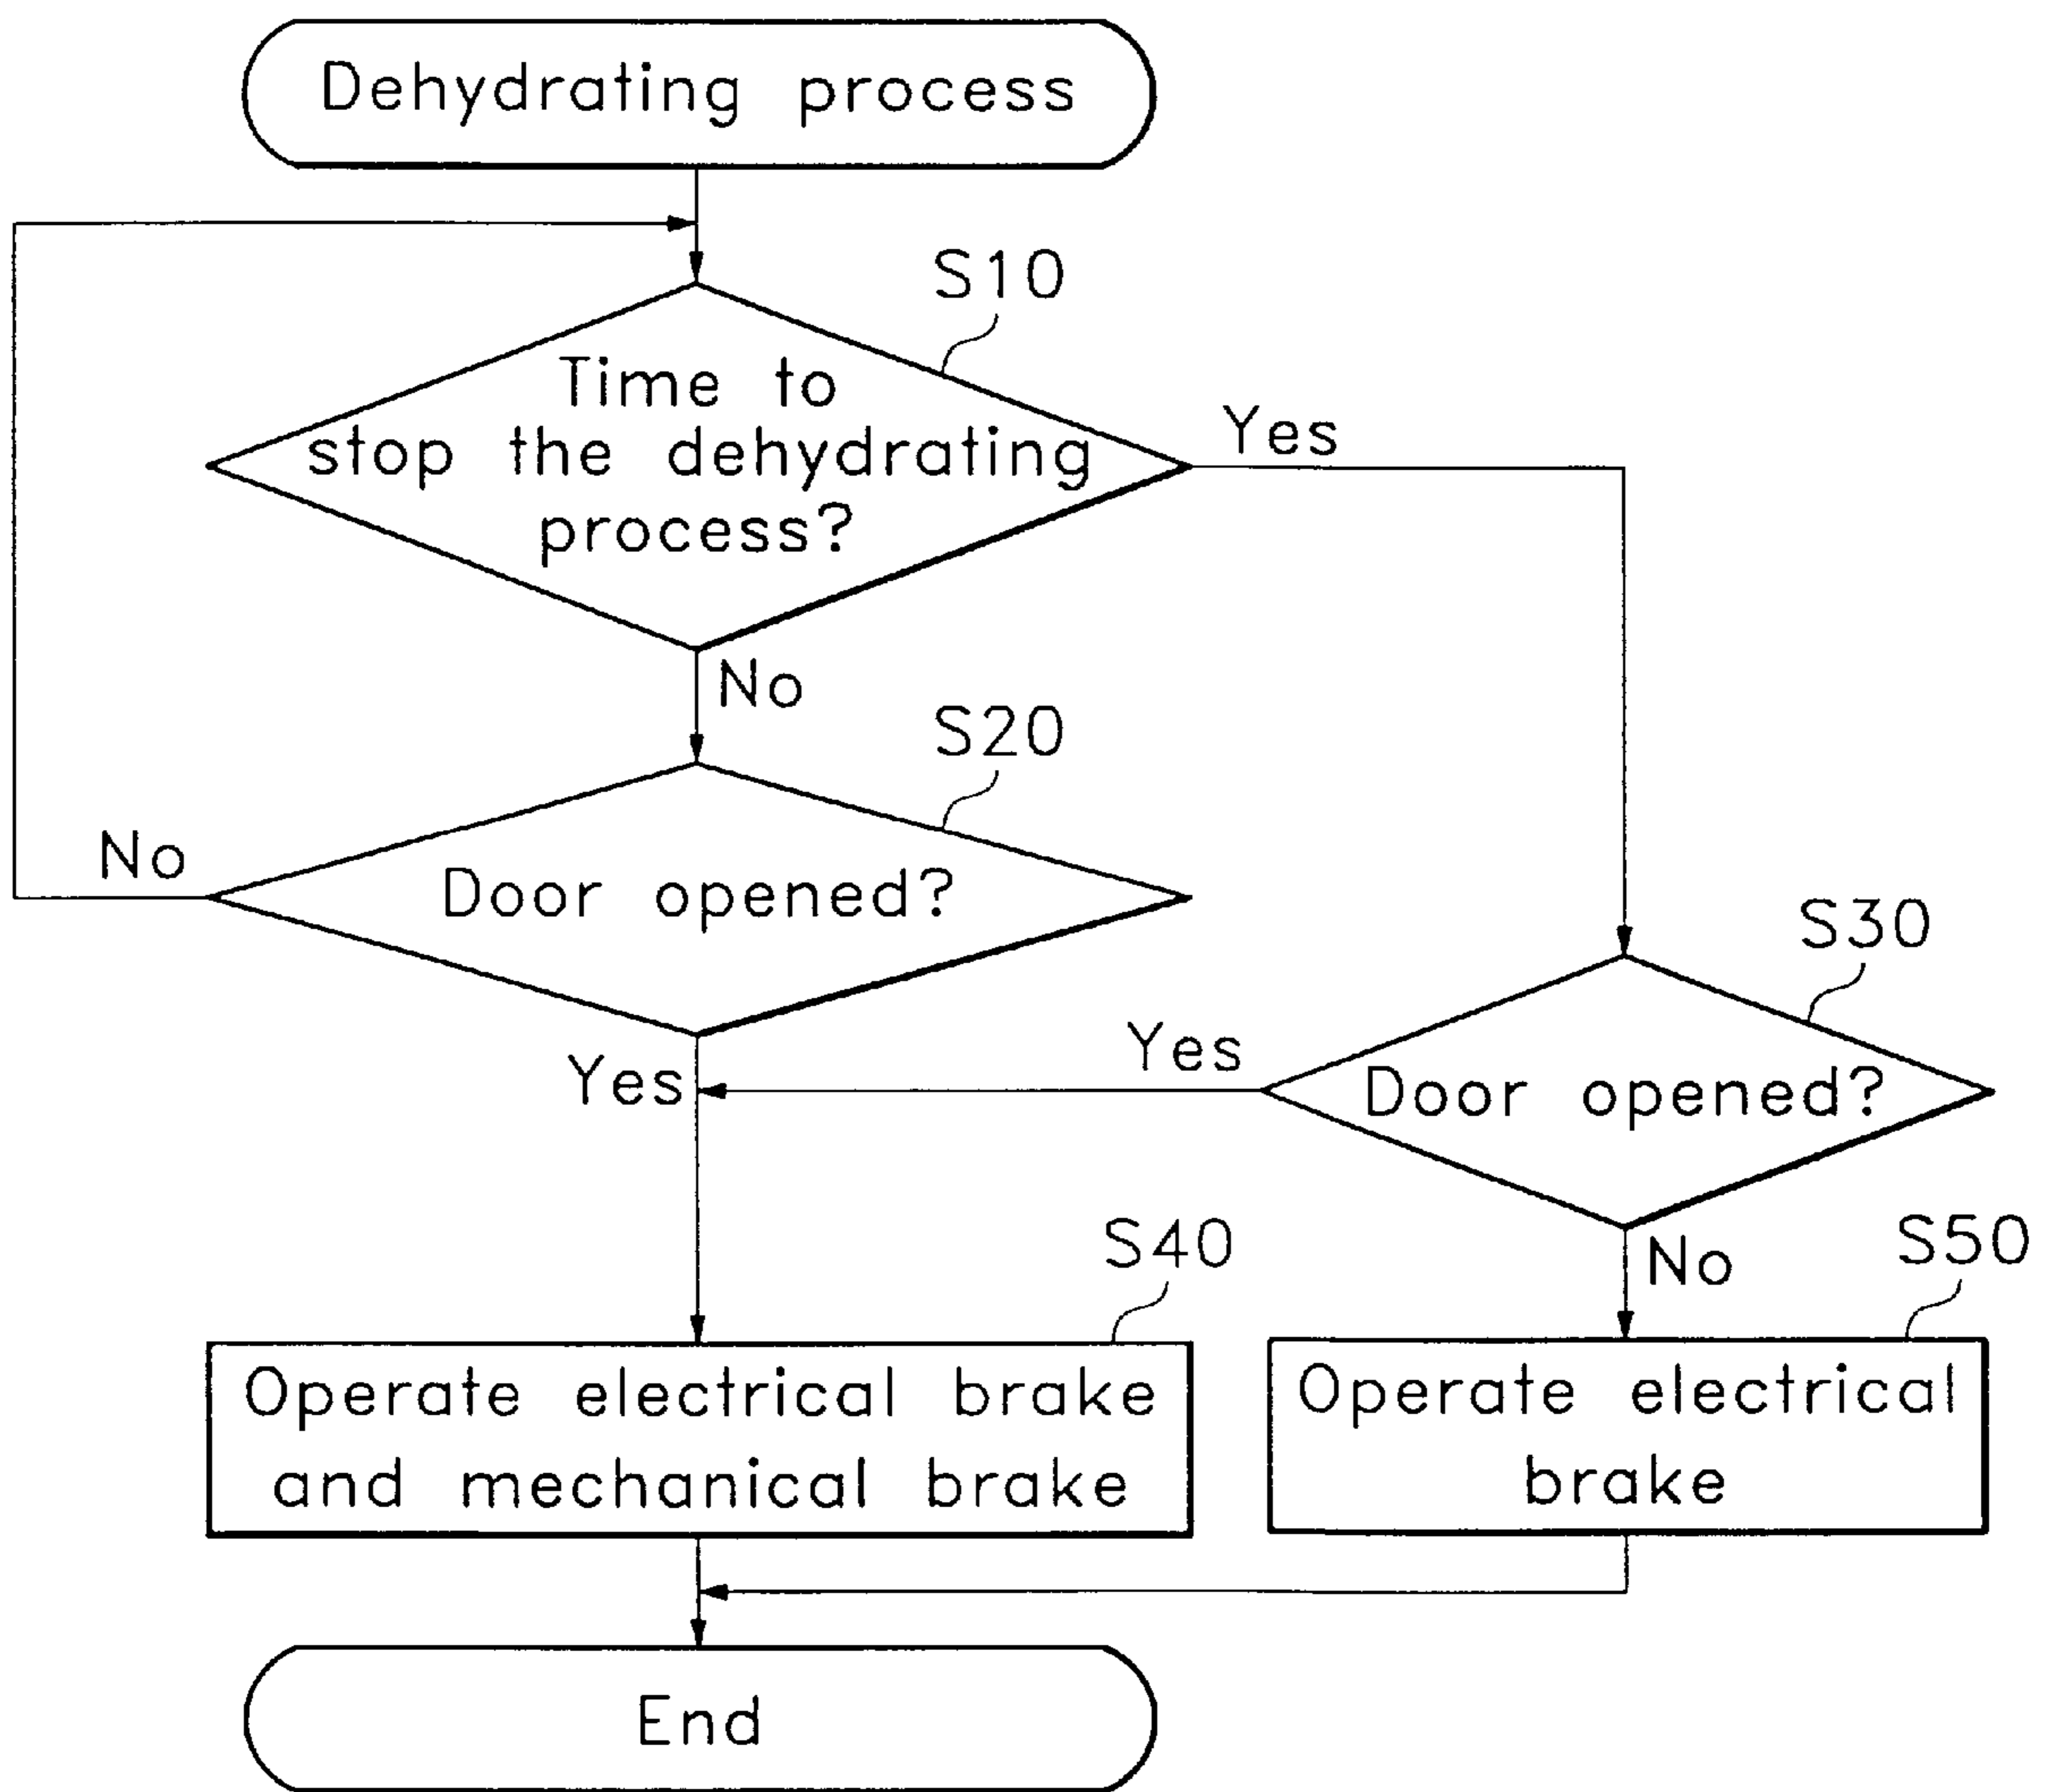 Dehydrating process
S10
Time to
stop the dehydrating
process?
Yes
No
S20
Door opened?
No
Yes
S30
Door opened?
Yes
No
S40
Operate electrical brake
and mechanical brake
S50
Operate electrical
brake
End